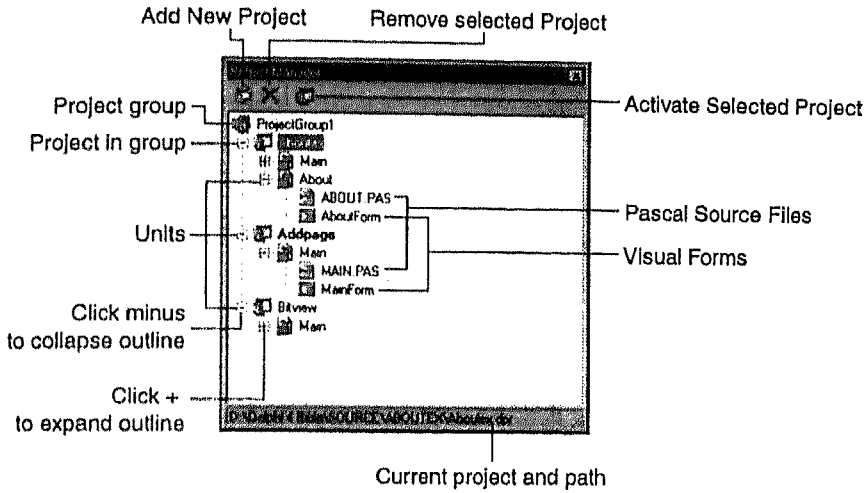 Add New Project
Remove selected Project
Project group
Activate Selected Project
ProjectGroup1
Project in group
Main
About
ABOUT.PAS
AboutForm
Pascal Source Files
Units
Addpage
Main
Visual Forms
MAIN.PAS
MainForm
Click minus
to collapse outline
Bitview
Main
Click +
to expand outline
Current project and path